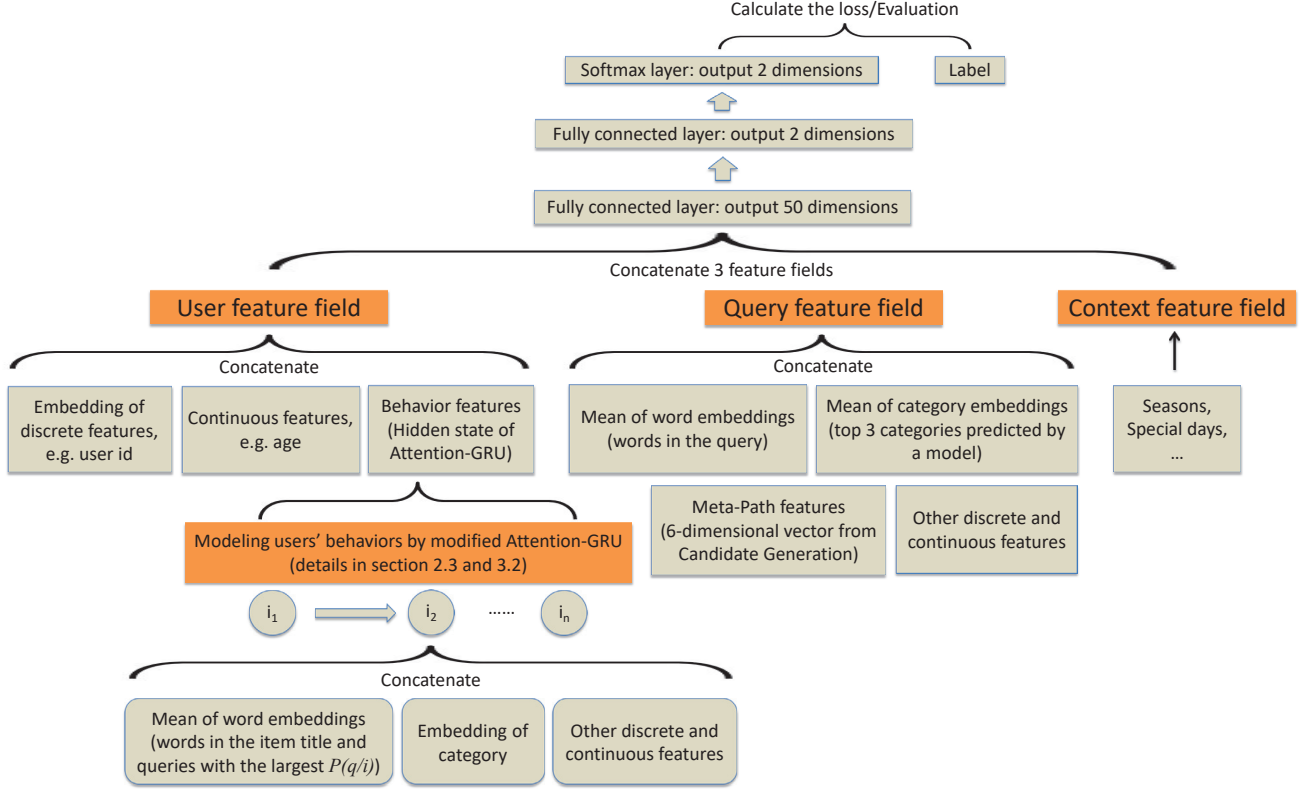 Calculate the loss/Evaluation
Softmax layer: output 2 dimensions
Label
Fully connected layer: output 2 dimensions
Fully connected layer: output 50 dimensions
Concatenate 3 feature fields
User feature field
Query feature field
Context feature field
Concatenate
Concatenate
Embedding of
discrete features,
e.g. user id
Continuous features,
e.g. age
Behavior features
(Hidden state of
Attention-GRU)
Mean of word embeddings
(words in the query)
Mean of category embeddings
(top 3 categories predicted by
a model)
Seasons,
Special days,
...
Meta-Path features
(6-dimensional vector from
Candidate Generation)
Other discrete and
continuous features
Modeling users' behaviors by modified Attention-GRU
(details in section 2.3 and 3.2)
i1
i2
......
in
Concatenate
Mean of word embeddings
(words in the item title and
queries with the largest P(q/i))
Embedding of
category
Other discrete and
continuous features